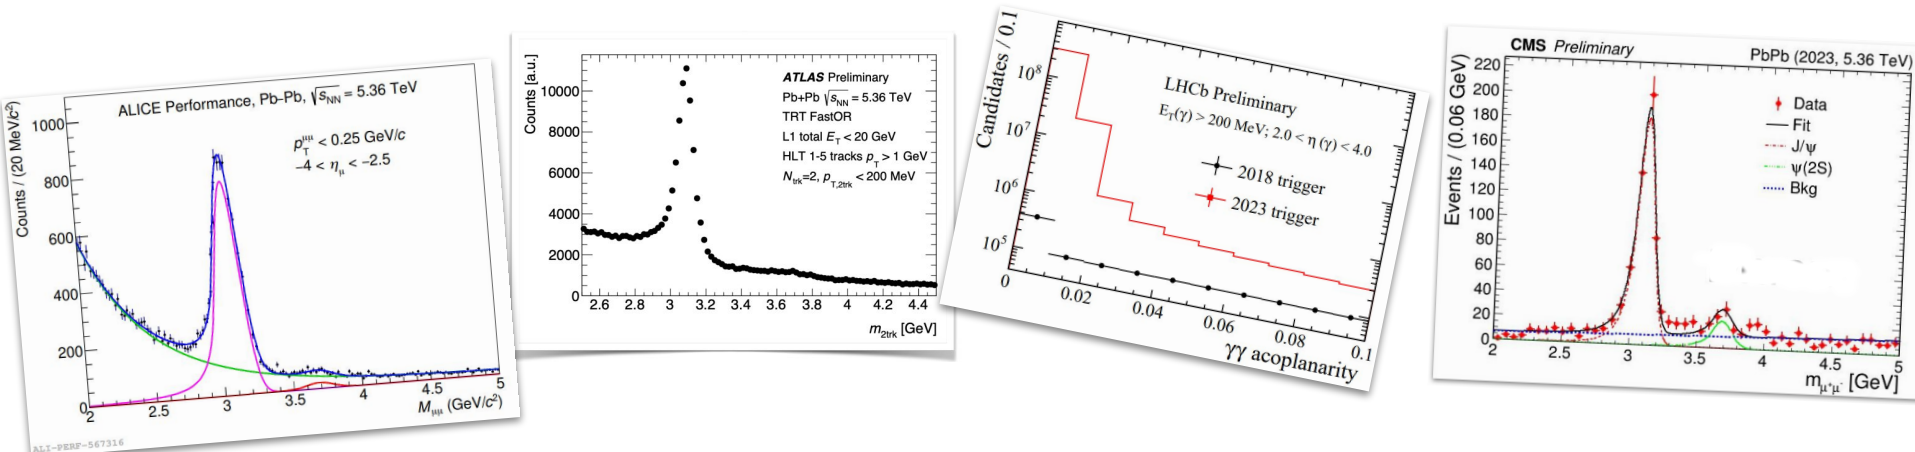 ALICE Performance, Pb-Pb, √sNN = 5.36 TeV
pTμμ < 0.25 GeV/c
−4 < ημ < −2.5
Counts / (20 MeV/c²)
1000
800
600
400
200
0
2
2.5
3
3.5
4
4.5
5
Mμμ (GeV/c²)
ALI-PERF-567316
Counts [a.u.]
10000
8000
6000
4000
2000
0
ATLAS Preliminary
Pb+Pb √sNN = 5.36 TeV
TRT FastOR
L1 total ET < 20 GeV
HLT 1-5 tracks pT > 1 GeV
Ntrk=2, pT,2trk < 200 MeV
2.6
2.8
3
3.2
3.4
3.6
3.8
4
4.2
4.4
m2trk [GeV]
Candidates / 0.1
10⁸
10⁷
10⁶
10⁵
LHCb Preliminary
ET(γ) > 200 MeV; 2.0 < η (γ) < 4.0
2018 trigger
2023 trigger
0
0.02
0.04
0.06
0.08
0.1
γγ acoplanarity
CMS Preliminary
PbPb (2023, 5.36 TeV)
Events / (0.06 GeV)
220
200
180
160
140
120
100
80
60
40
20
0
Data
Fit
J/ψ
ψ(2S)
Bkg
2
2.5
3
3.5
4
4.5
5
mμ⁺μ⁻ [GeV]